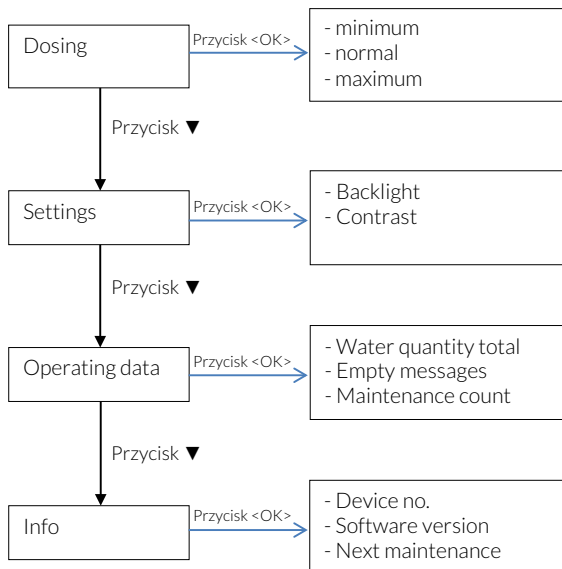 Dosing
Przycisk <OK>
- minimum
- normal
- maximum
Przycisk ▼
Settings
Przycisk <OK>
- Backlight
- Contrast
Przycisk ▼
Operating data
Przycisk <OK>
- Water quantity total
- Empty messages
- Maintenance count
Przycisk ▼
Info
Przycisk <OK>
- Device no.
- Software version
- Next maintenance